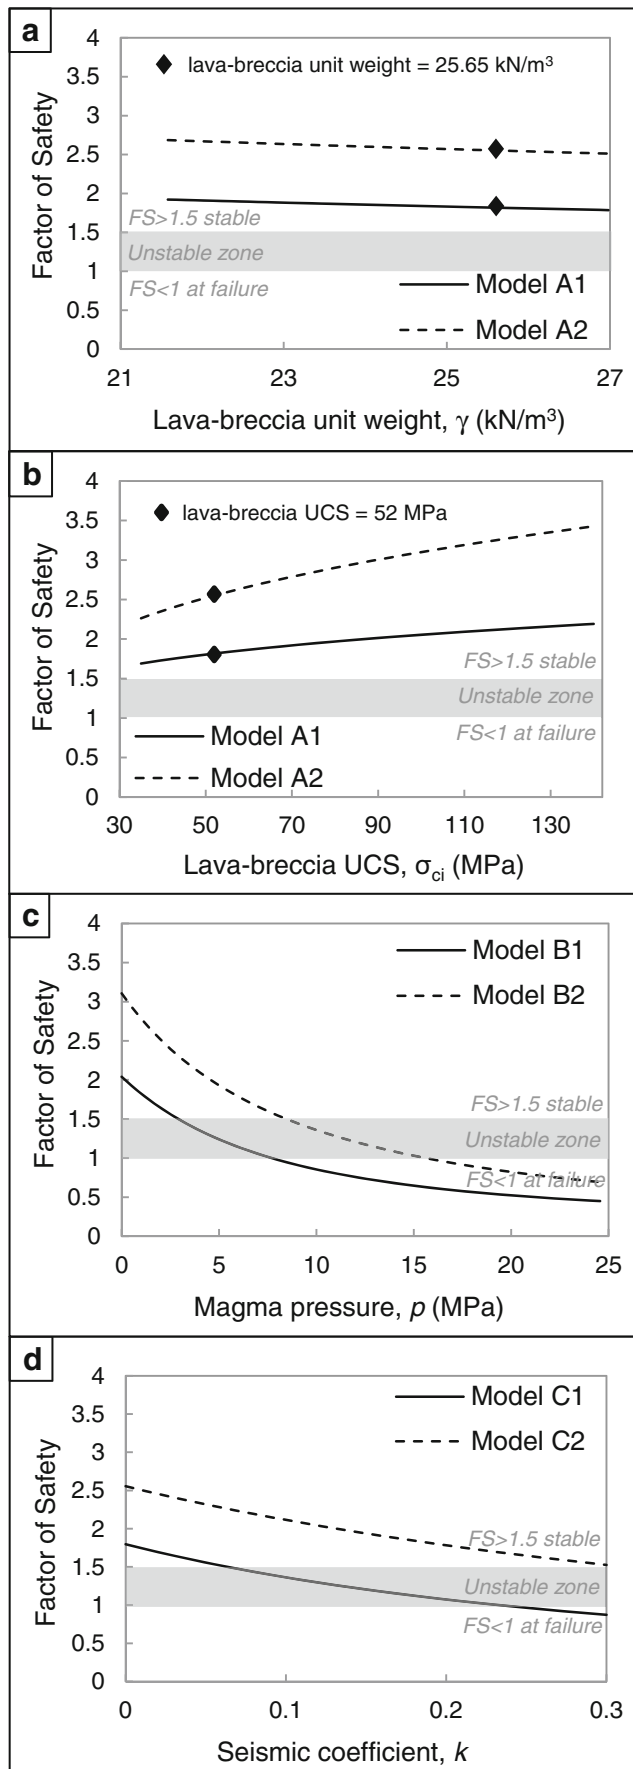 a
4
3.5
3
2.5
2
1.5
1
0.5
0
Factor of Safety
lava-breccia unit weight = 25.65 kN/m³
FS>1.5 stable
Unstable zone
FS<1 at failure
Model A1
Model A2
21 23 25 27
Lava-breccia unit weight, γ (kN/m³)
b
4
3.5
3
2.5
2
1.5
1
0.5
0
Factor of Safety
lava-breccia UCS = 52 MPa
FS>1.5 stable
Unstable zone
FS<1 at failure
Model A1
Model A2
30 50 70 90 110 130
Lava-breccia UCS, σci (MPa)
c
4
3.5
3
2.5
2
1.5
1
0.5
0
Factor of Safety
Model B1
Model B2
FS>1.5 stable
Unstable zone
FS<1 at failure
0 5 10 15 20 25
Magma pressure, p (MPa)
d
4
3.5
3
2.5
2
1.5
1
0.5
0
Factor of Safety
Model C1
Model C2
FS>1.5 stable
Unstable zone
FS<1 at failure
0 0.1 0.2 0.3
Seismic coefficient, k